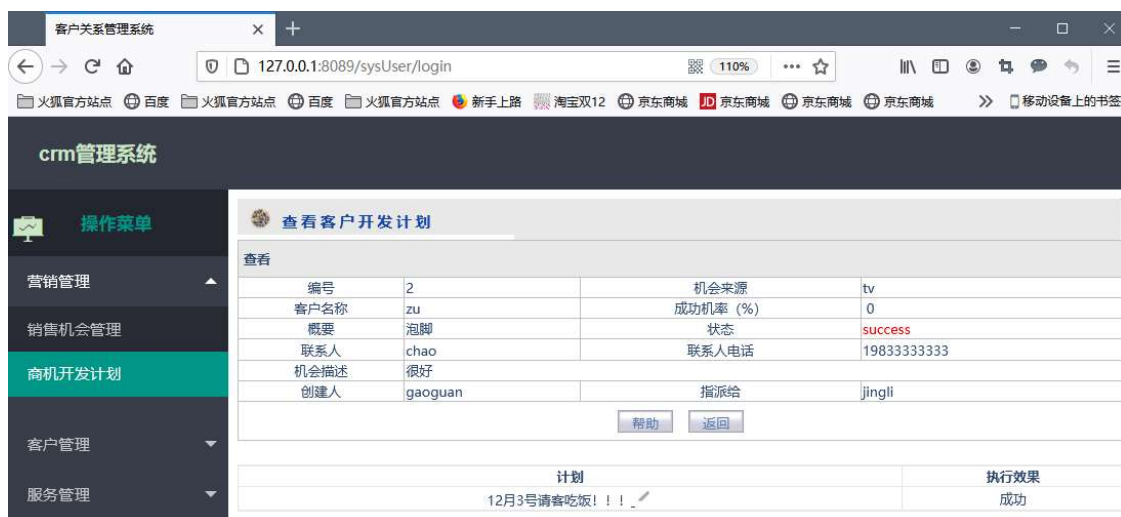 客户关系管理系统
127.0.0.1:8089/sysUser/login 110%
火狐官方站点 百度 火狐官方站点 百度 火狐官方站点 新手上路 淘宝双12 京东商城 JD 京东商城 京东商城 京东商城 移动设备上的书签
crm管理系统
操作菜单
营销管理
销售机会管理
商机开发计划
客户管理
服务管理
查看客户开发计划
查看
编号 2 机会来源 tv
客户名称 zu 成功机率（%） 0
概要 泡脚 状态 success
联系人 chao 联系人电话 19833333333
机会描述 很好
创建人 gaoguan 指派给 jingli
帮助 返回
计划 执行效果
12月3号请客吃饭！！！_ 成功